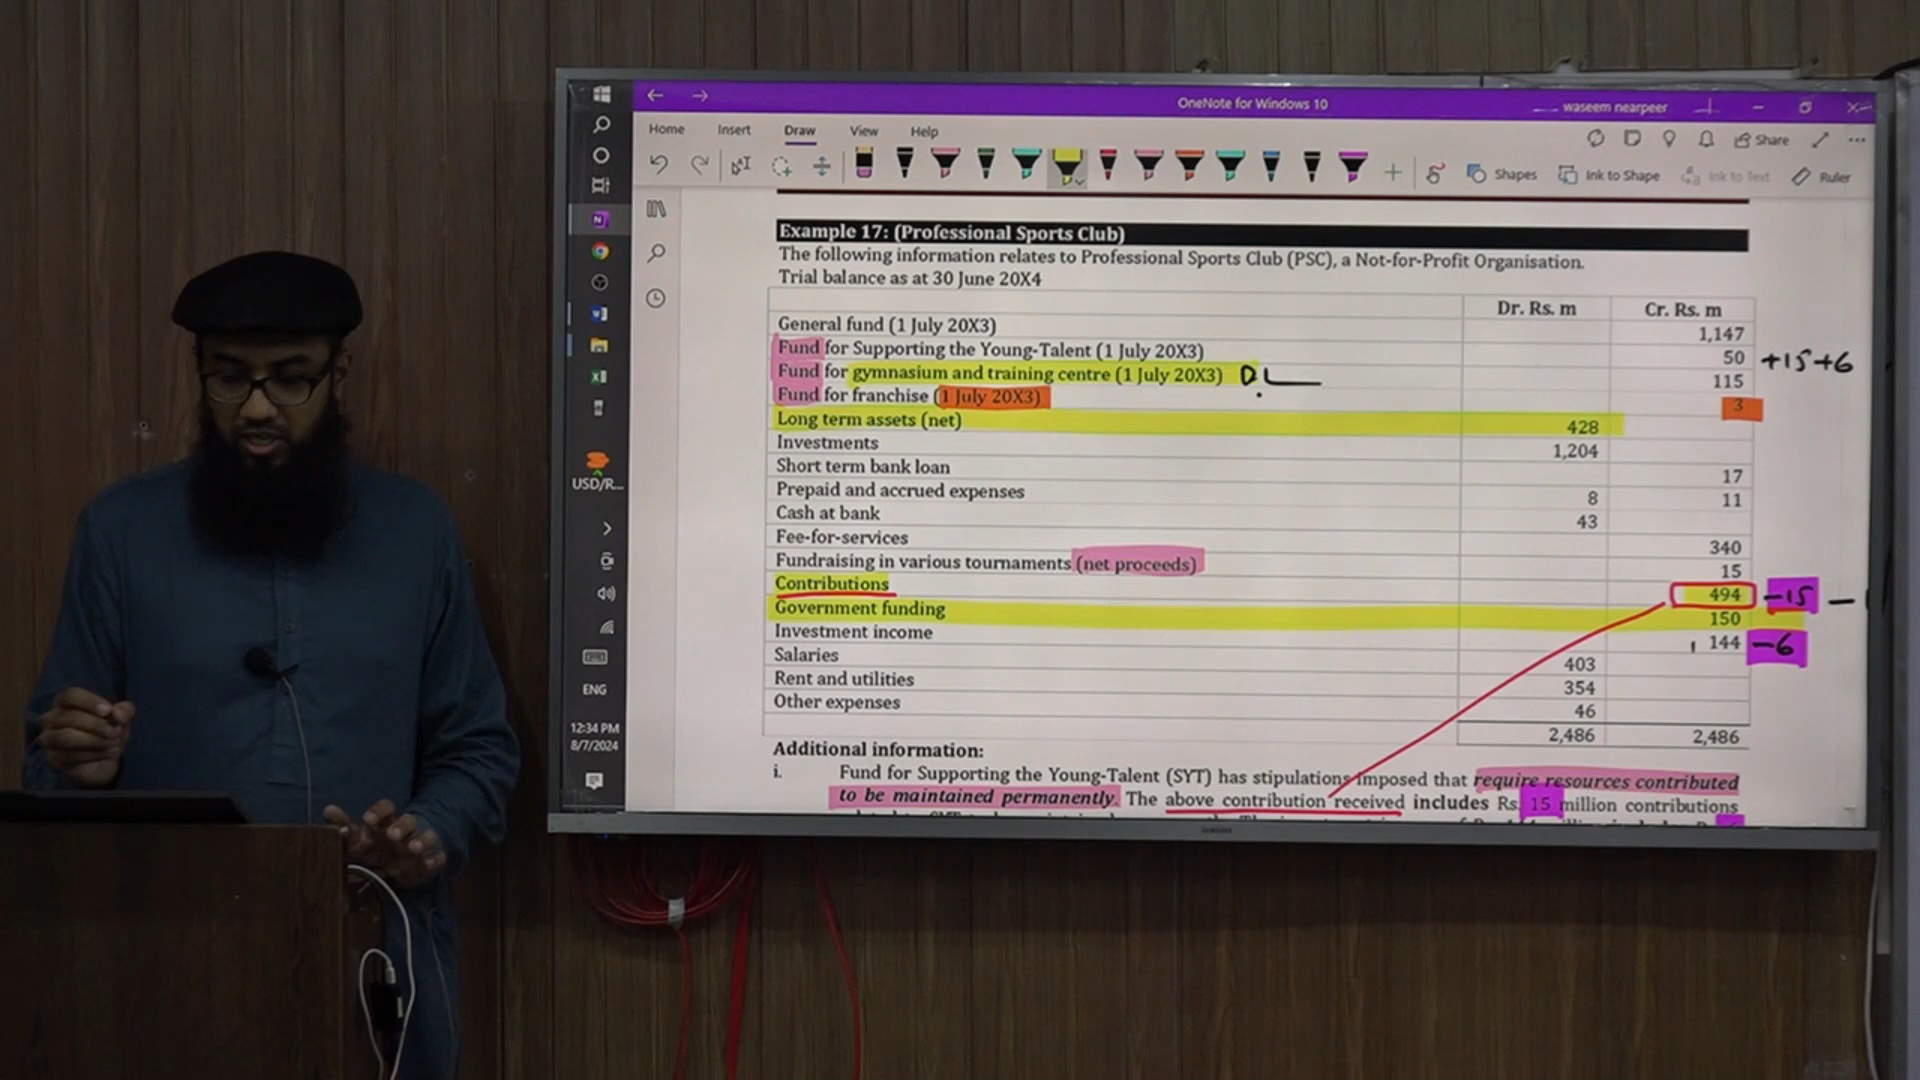 OneNote for Windows 10
waseem nearpeer
Home Insert Draw View Help
Share
Shapes
Ink to Shape
Ink to Text
Ruler
Example 17: (Professional Sports Club)
The following information relates to Professional Sports Club (PSC), a Not-for-Profit Organisation.
Trial balance as at 30 June 20X4
Dr. Rs. m Cr. Rs. m
General fund (1 July 20X3) 1,147
Fund for Supporting the Young-Talent (1 July 20X3) 50 +15+6
Fund for gymnasium and training centre (1 July 20X3) 115
Fund for franchise (1 July 20X3) 3
Long term assets (net) 428
Investments 1,204
Short term bank loan 17
Prepaid and accrued expenses 8 11
Cash at bank 43
Fee-for-services 340
Fundraising in various tournaments (net proceeds) 15
Contributions 494 -15 -
Government funding 150
Investment income 144 -6
Salaries 403
Rent and utilities 354
Other expenses 46
2,486 2,486
Additional information:
i. Fund for Supporting the Young-Talent (SYT) has stipulations imposed that require resources contributed
to be maintained permanently. The above contribution received includes Rs. 15 million contributions
USD/R...
ENG
12:34 PM
8/7/2024
SAMSUNG